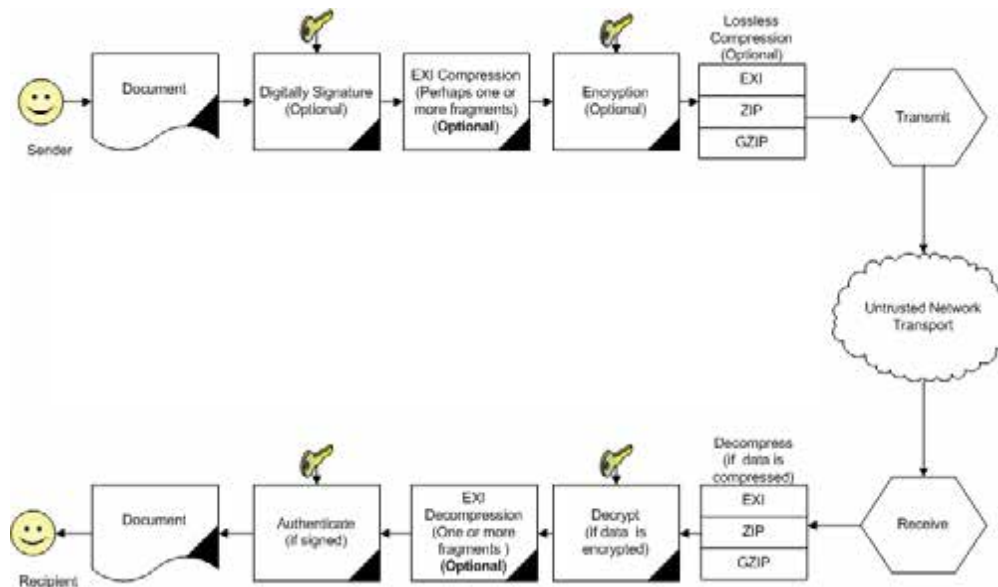 Lossless
Compression
(Optional)
Document
Digitally Signature
(Optional)
EXI Compression
(Perhaps one or
more fragments)
(Optional)
Encryption
(Optional)
EXI
ZIP
GZIP
Transmit
Sender
Untrusted Network
Transport
Decompress
(if data is
compressed)
Document
Authenticate
(if signed)
EXI
Decompression
(One or more
fragments )
(Optional)
Decrypt
(if data is
encrypted)
EXI
ZIP
GZIP
Receive
Recipient